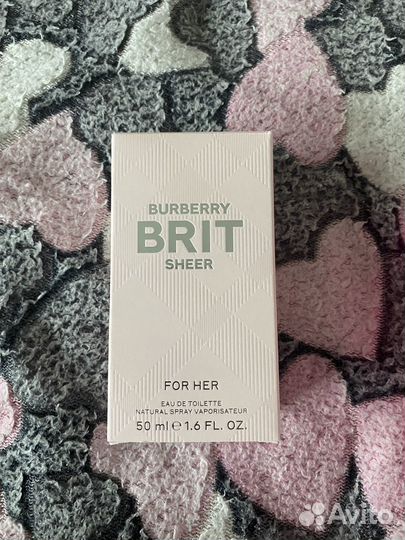 BURBERRY
BRIT
SHEER
FOR HER
EAU DE TOILETTE
NATURAL SPRAY VAPORISATEUR
50 ml ℮ 1.6 FL. OZ.
Avito